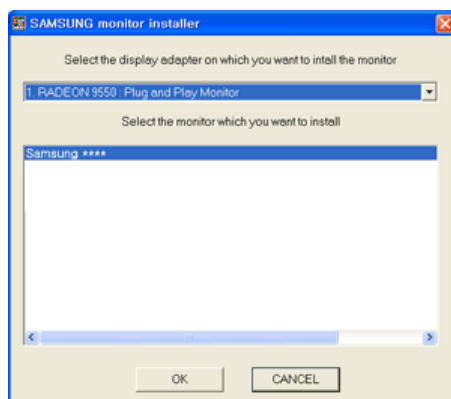 SAMSUNG monitor installer
Select the display adapter on which you want to intall the monitor
1. RADEON 9550 : Plug and Play Monitor
Select the monitor which you want to install
Samsung ****
OK
CANCEL